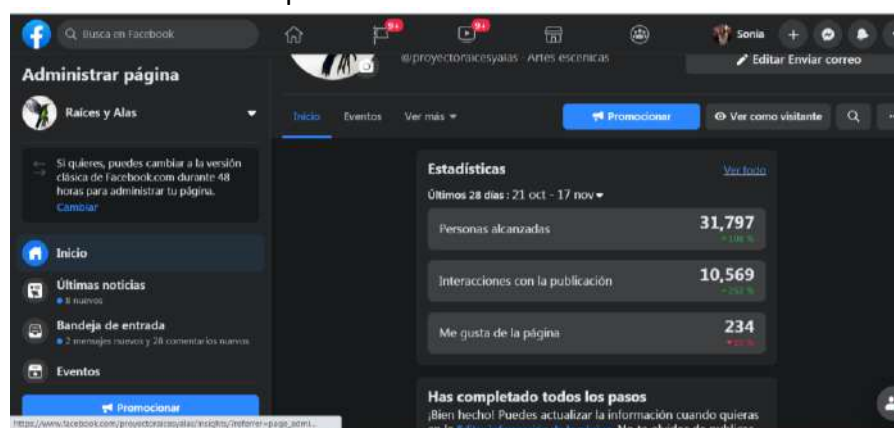 Busca en Facebook
9+
9+
Sonia
Administrar página
@proyectoraicesyalas · Artes escénicas
Editar Enviar correo
Raíces y Alas
Inicio
Eventos
Ver más
Promocionar
Ver como visitante
Si quieres, puedes cambiar a la versión
clásica de Facebook.com durante 48
horas para administrar tu página.
Cambiar
Estadísticas
Ver todo
Últimos 28 días : 21 oct - 17 nov
Personas alcanzadas
31,797
Interacciones con la publicación
10,569
Me gusta de la página
234
Inicio
Últimas noticias
8 nuevos
Bandeja de entrada
2 mensajes nuevos y 28 comentarios nuevos
Eventos
Promocionar
Has completado todos los pasos
¡Bien hecho! Puedes actualizar la información cuando quieras